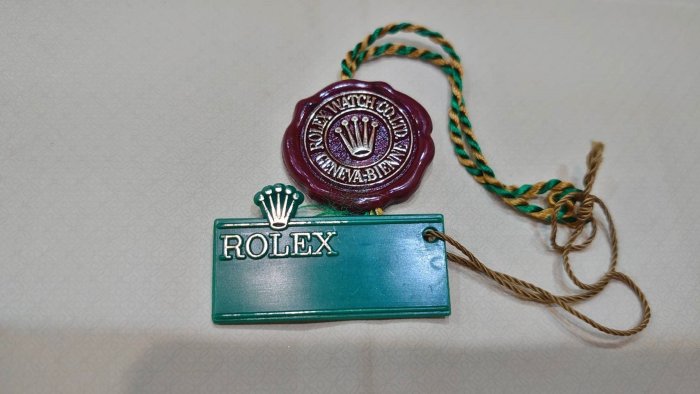 ROLEX WATCH CO. LTD.
GENEVA-BIENNE
ROLEX